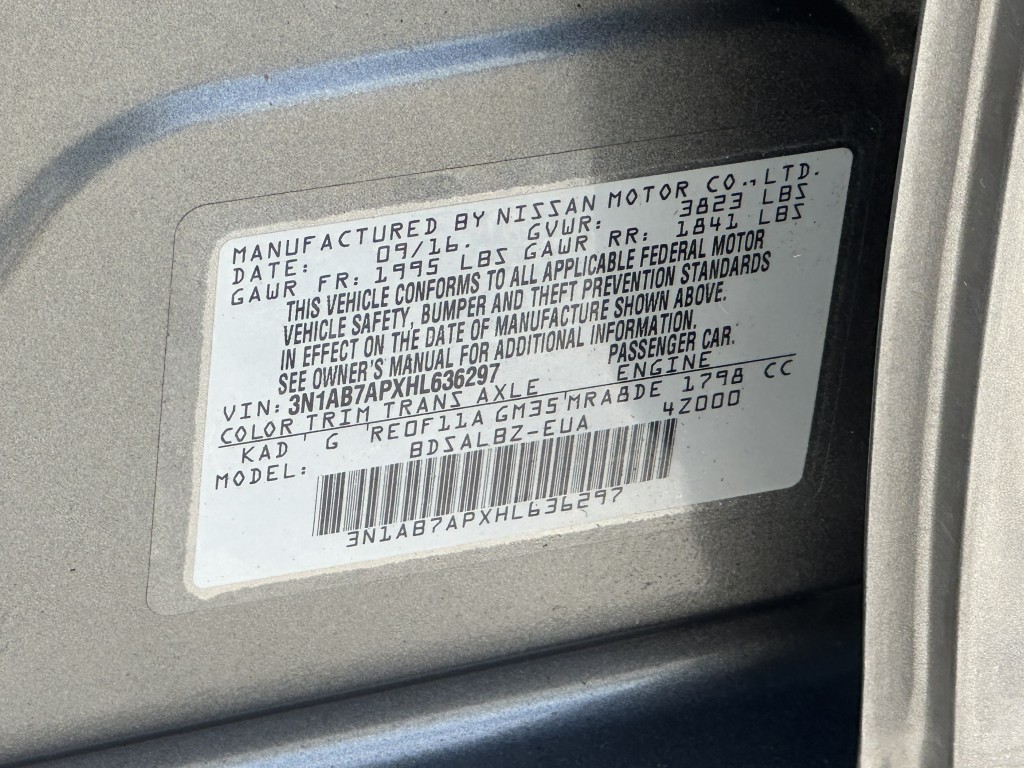 MANUFACTURED BY NISSAN MOTOR CO., LTD.
DATE: 09/16. GVWR: 3823 LBS
GAWR FR: 1995 LBS GAWR RR: 1841 LBS
THIS VEHICLE CONFORMS TO ALL APPLICABLE FEDERAL MOTOR
VEHICLE SAFETY, BUMPER AND THEFT PREVENTION STANDARDS
IN EFFECT ON THE DATE OF MANUFACTURE SHOWN ABOVE.
SEE OWNER'S MANUAL FOR ADDITIONAL INFORMATION.
VIN: 3N1AB7APXHL636297 PASSENGER CAR.
COLOR TRIM TRANS AXLE ENGINE
KAD G RE0F11A GM35 MRA8DE 1798 CC
MODEL: BDSALBZ-EUA 4Z000
3N1AB7APXHL636297